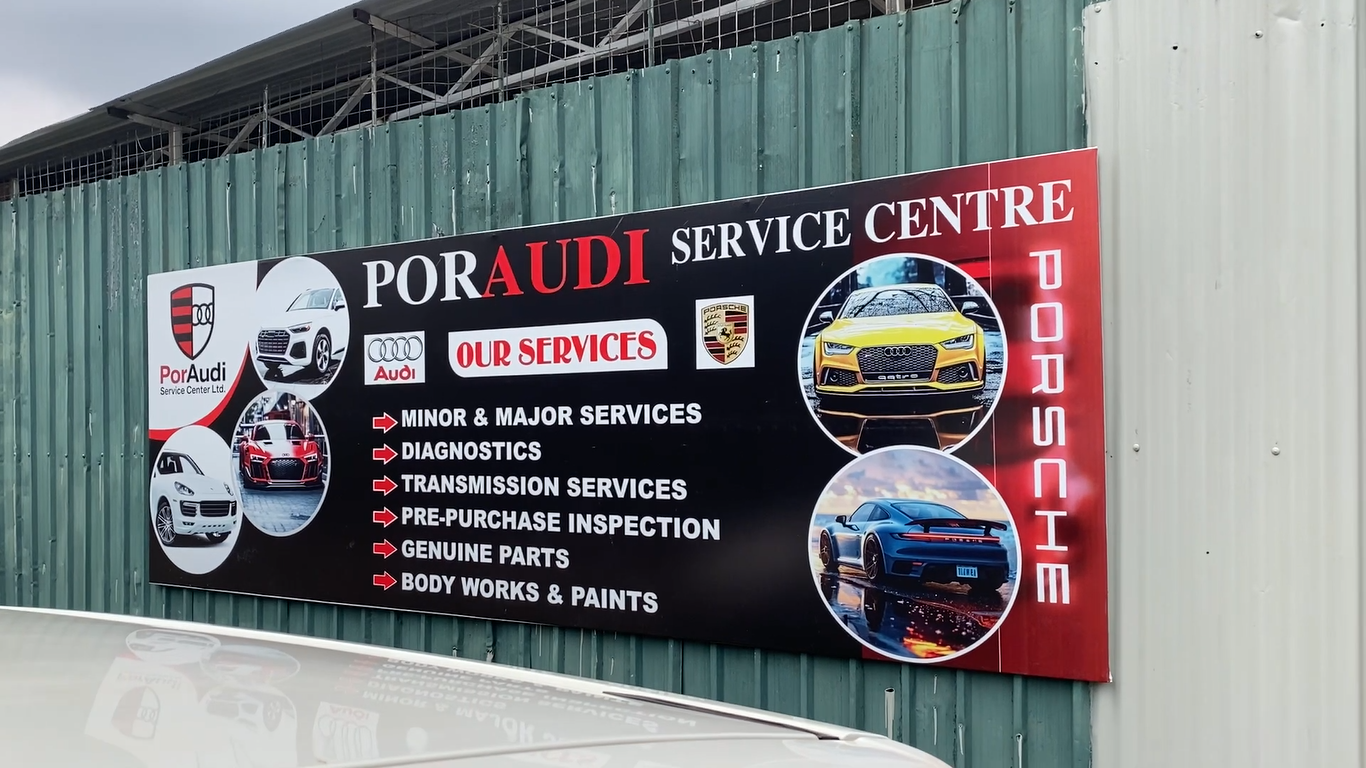 PORAUDI SERVICE CENTRE
PorAudi
Service Center Ltd.
Audi
OUR SERVICES
PORSCHE
MINOR & MAJOR SERVICES
DIAGNOSTICS
TRANSMISSION SERVICES
PRE-PURCHASE INSPECTION
GENUINE PARTS
BODY WORKS & PAINTS
PORSCHE